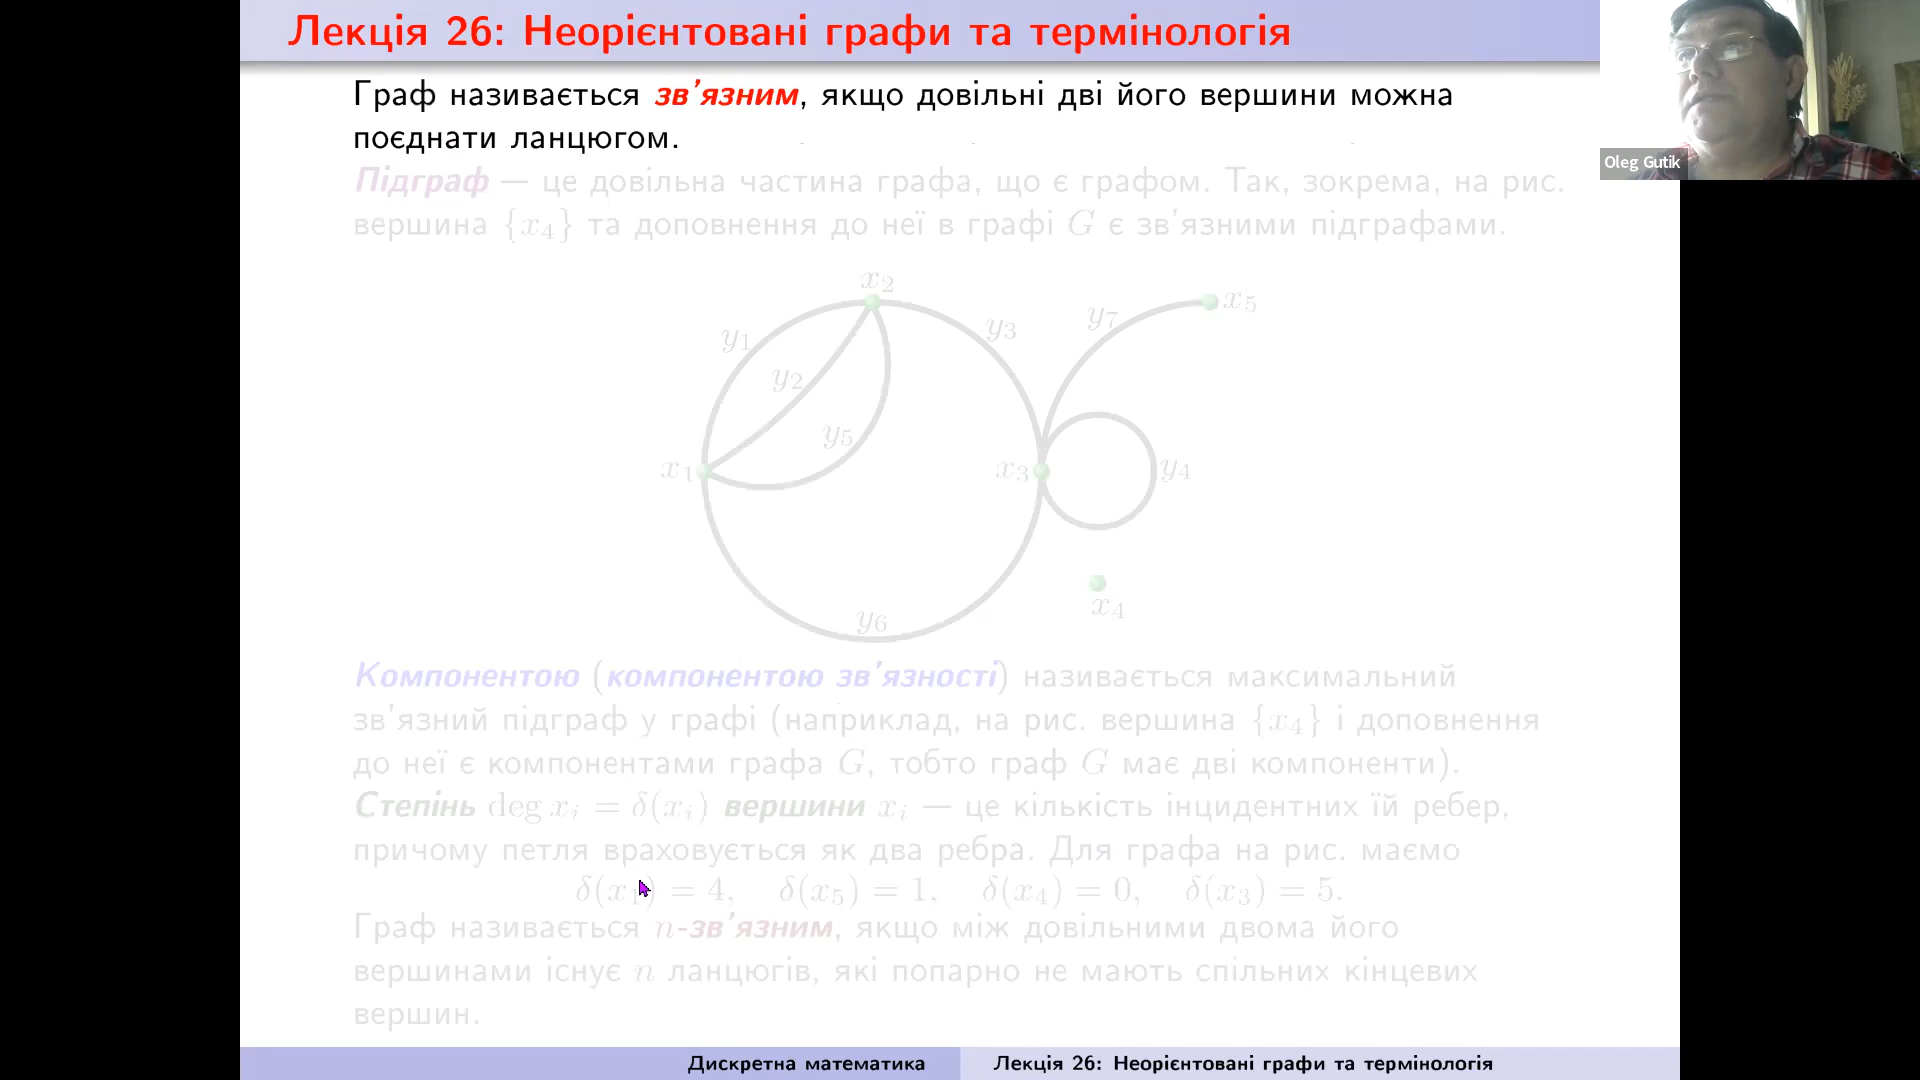 Лекція 26: Неорієнтовані графи та термінологія
Oleg Gutik
Граф називається зв'язним, якщо довільні дві його вершини можна
поєднати ланцюгом.
Підграф — це довільна частина графа, що є графом. Так, зокрема, на рис.
вершина {x₄} та доповнення до неї в графі G є зв'язними підграфами.
x₂
x₅
y₁
y₃
y₇
y₂
y₅
x₁
x₃
y₄
x₄
y₆
Компонентою (компонентою зв'язності) називається максимальний
зв'язний підграф у графі (наприклад, на рис. вершина {x₄} і доповнення
до неї є компонентами графа G, тобто граф G має дві компоненти).
Степінь deg xᵢ = δ(xᵢ) вершини xᵢ — це кількість інцидентних їй ребер,
причому петля враховується як два ребра. Для графа на рис. маємо
δ(x₁) = 4, δ(x₅) = 1, δ(x₄) = 0, δ(x₃) = 5.
Граф називається n-зв'язним, якщо між довільними двома його
вершинами існує n ланцюгів, які попарно не мають спільних кінцевих
вершин.
Дискретна математика
Лекція 26: Неорієнтовані графи та термінологія